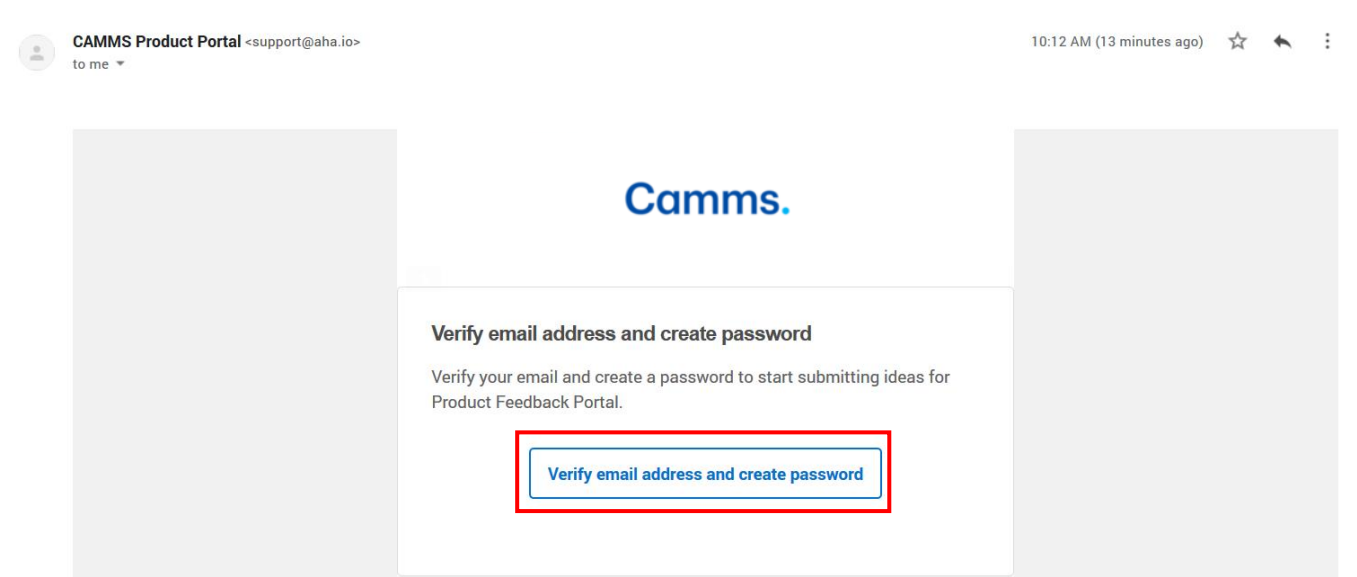 CAMMS Product Portal <support@aha.io>
10:12 AM (13 minutes ago)
to me
Camms.
Verify email address and create password
Verify your email and create a password to start submitting ideas for
Product Feedback Portal.
Verify email address and create password